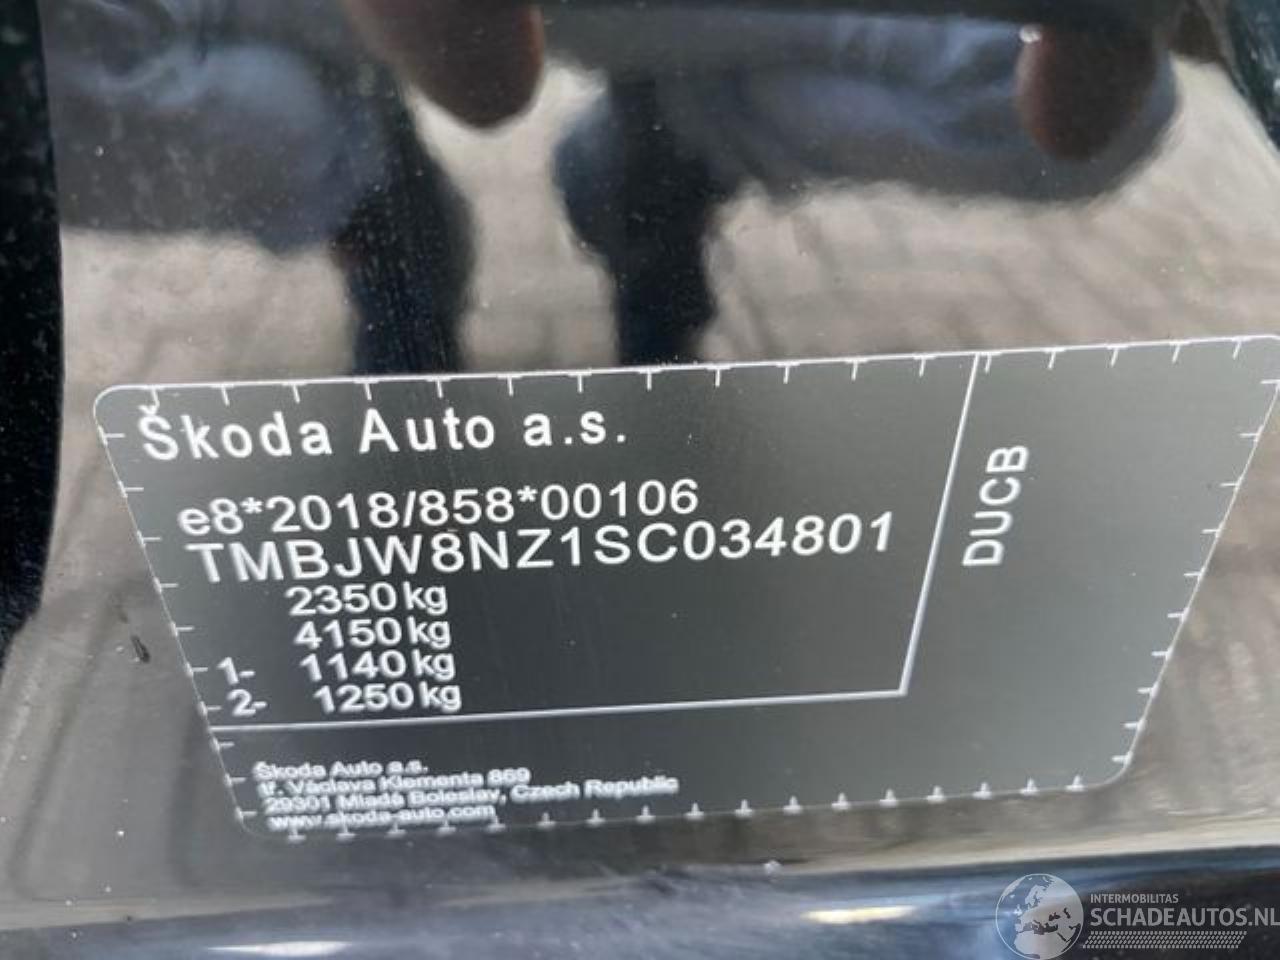 Škoda Auto a.s.
e8*2018/858*00106
TMBJW8NZ1SC034801
2350 kg
4150 kg
1- 1140 kg
2- 1250 kg
DUCB
Škoda Auto a.s.
tř. Václava Klementa 869
29301 Mladá Boleslav, Czech Republic
www.skoda-auto.com
INTERMOBILITAS
SCHADEAUTOS.NL